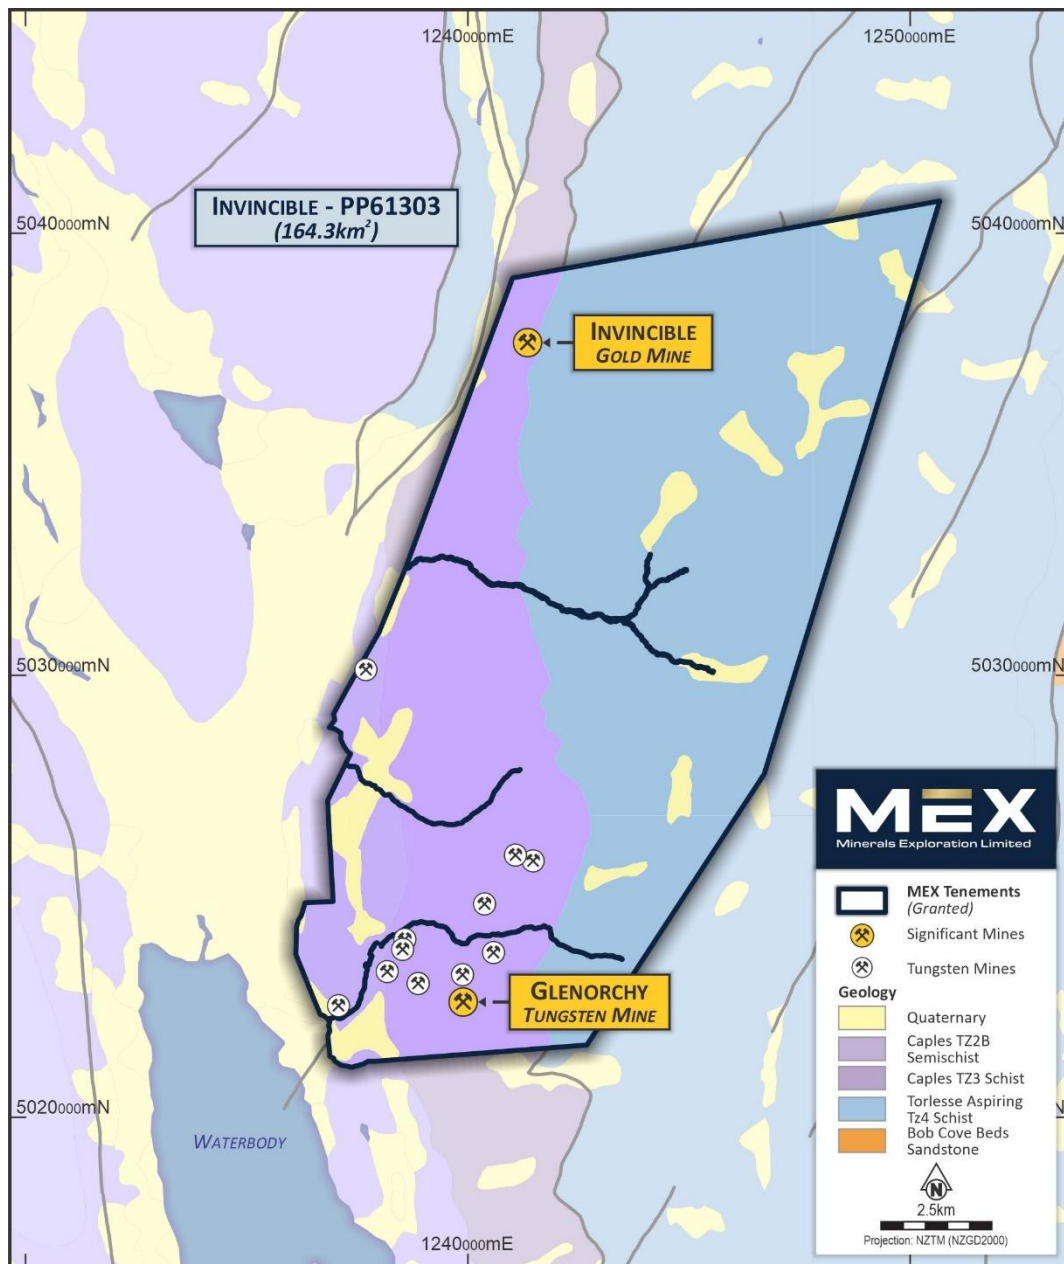 1240000mE
1250000mE
INVINCIBLE - PP61303
(164.3km²)
5040000mN
5040000mN
INVINCIBLE
GOLD MINE
5030000mN
5030000mN
MEX
Minerals Exploration Limited
MEX Tenements
(Granted)
Significant Mines
Tungsten Mines
Geology
Quaternary
Caples TZ2B
Semischist
Caples TZ3 Schist
Torlesse Aspiring
Tz4 Schist
Bob Cove Beds
Sandstone
N
2.5km
Projection: NZTM (NZGD2000)
GLENORCHY
TUNGSTEN MINE
5020000mN
WATERBODY
1240000mE